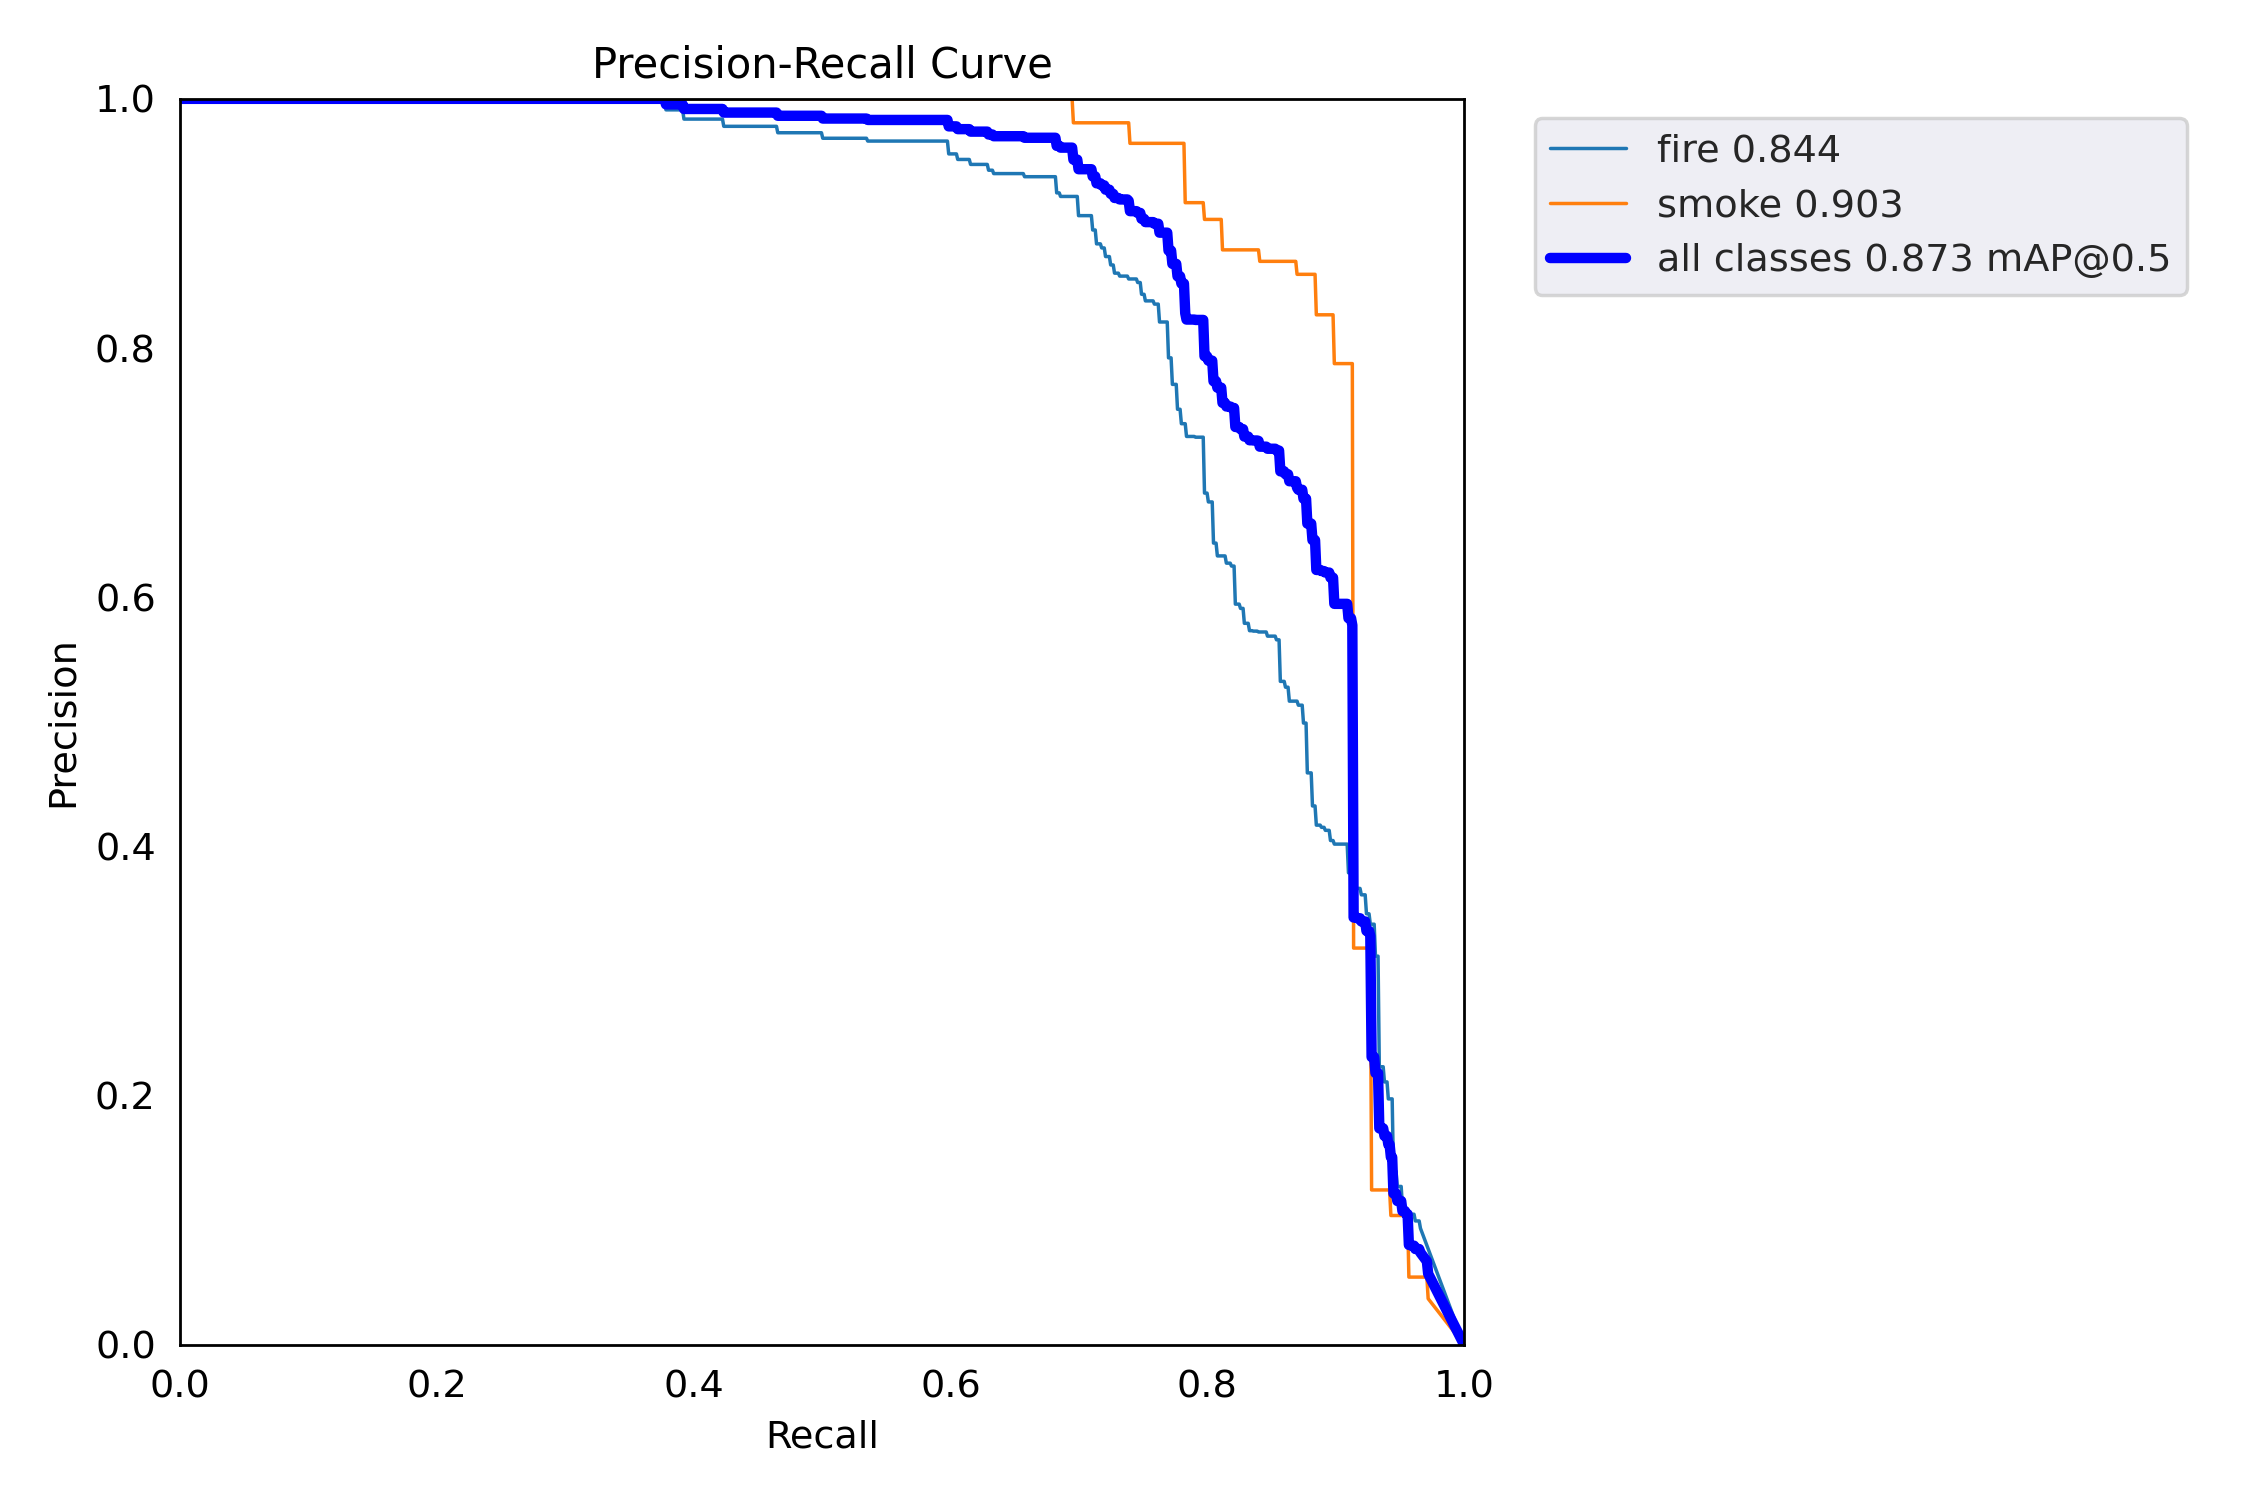 Precision-Recall Curve
1.0
0.8
0.6
0.4
0.2
0.0
Precision
0.0 0.2 0.4 0.6 0.8 1.0
Recall
fire 0.844
smoke 0.903
all classes 0.873 mAP@0.5